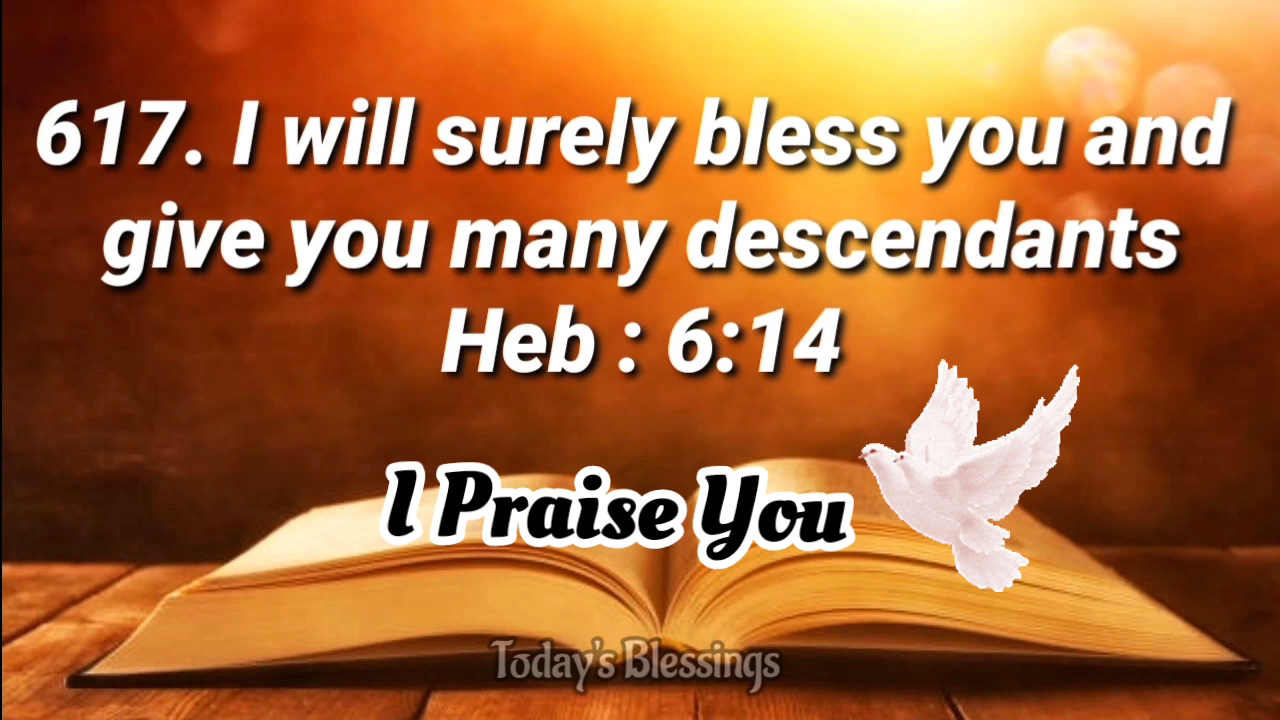 617. I will surely bless you and
give you many descendants
Heb : 6:14
I Praise You
Today's Blessings